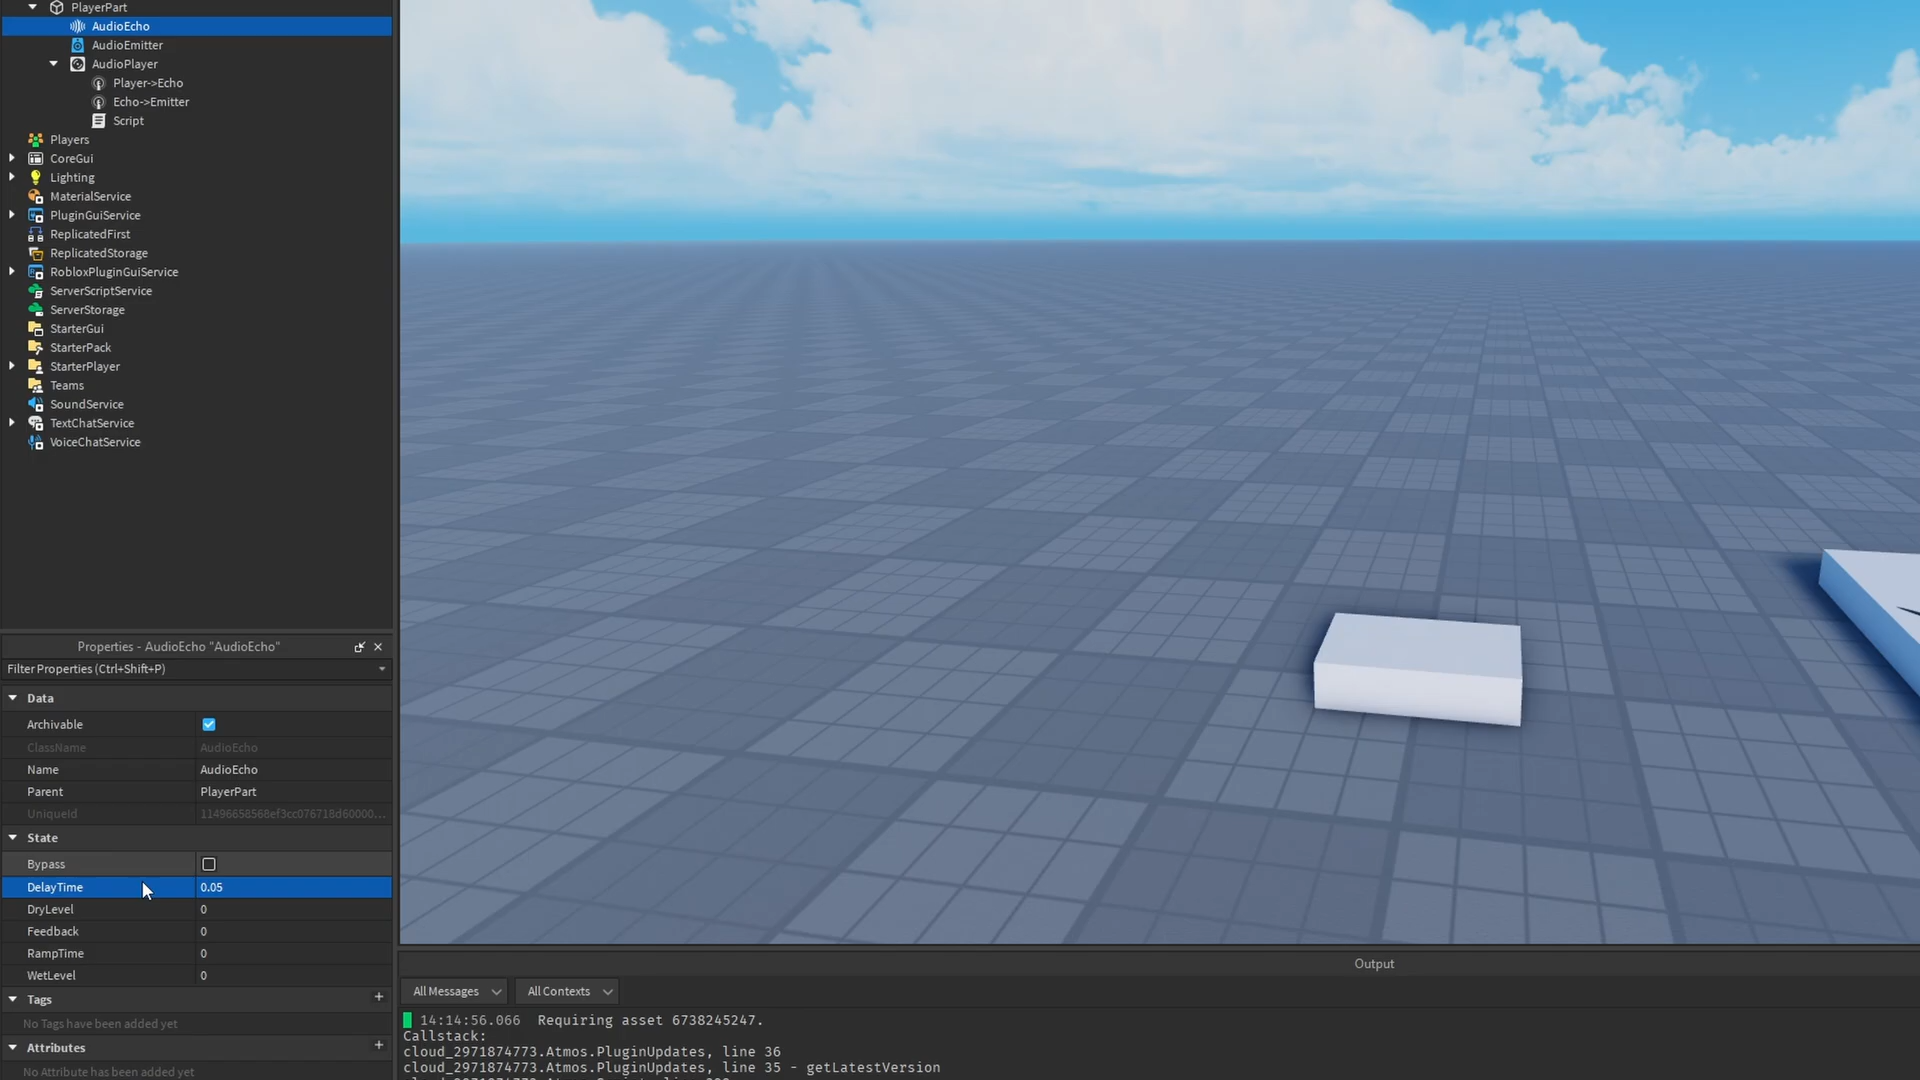 PlayerPart
AudioEcho
AudioEmitter
AudioPlayer
Player->Echo
Echo->Emitter
Script
Players
CoreGui
Lighting
MaterialService
PluginGuiService
ReplicatedFirst
ReplicatedStorage
RobloxPluginGuiService
ServerScriptService
ServerStorage
StarterGui
StarterPack
StarterPlayer
Teams
SoundService
TextChatService
VoiceChatService
Properties - AudioEcho "AudioEcho"
Filter Properties (Ctrl+Shift+P)
Data
Archivable
ClassName AudioEcho
Name AudioEcho
Parent PlayerPart
UniqueId 11496658568ef3cc076718d60000...
State
Bypass
DelayTime 0.05
DryLevel 0
Feedback 0
RampTime 0
WetLevel 0
Tags +
No Tags have been added yet
Attributes +
No Attribute has been added yet
Output
All Messages All Contexts
14:14:56.066 Requiring asset 6738245247.
Callstack:
cloud_2971874773.Atmos.PluginUpdates, line 36
cloud_2971874773.Atmos.PluginUpdates, line 35 - getLatestVersion